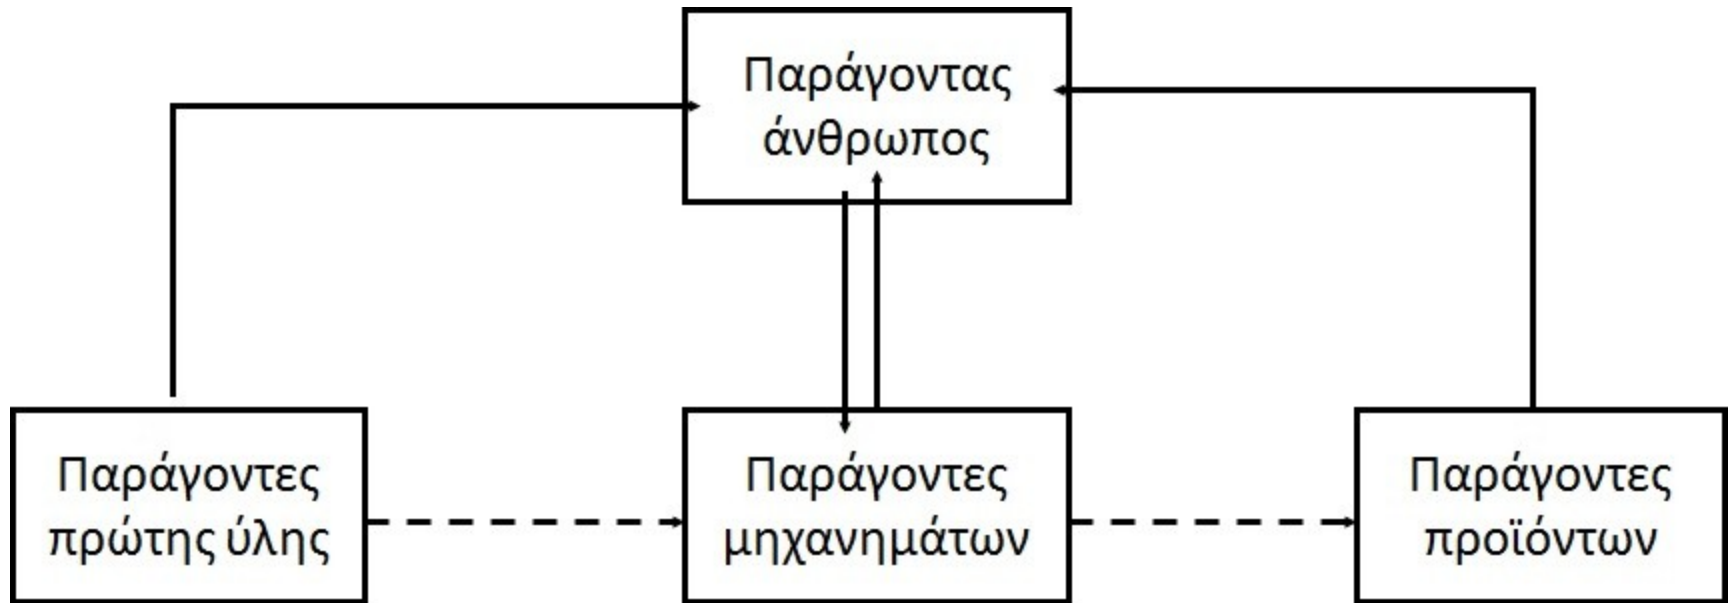 Παράγοντας
άνθρωπος
Παράγοντες
πρώτης ύλης
Παράγοντες
μηχανημάτων
Παράγοντες
προϊόντων